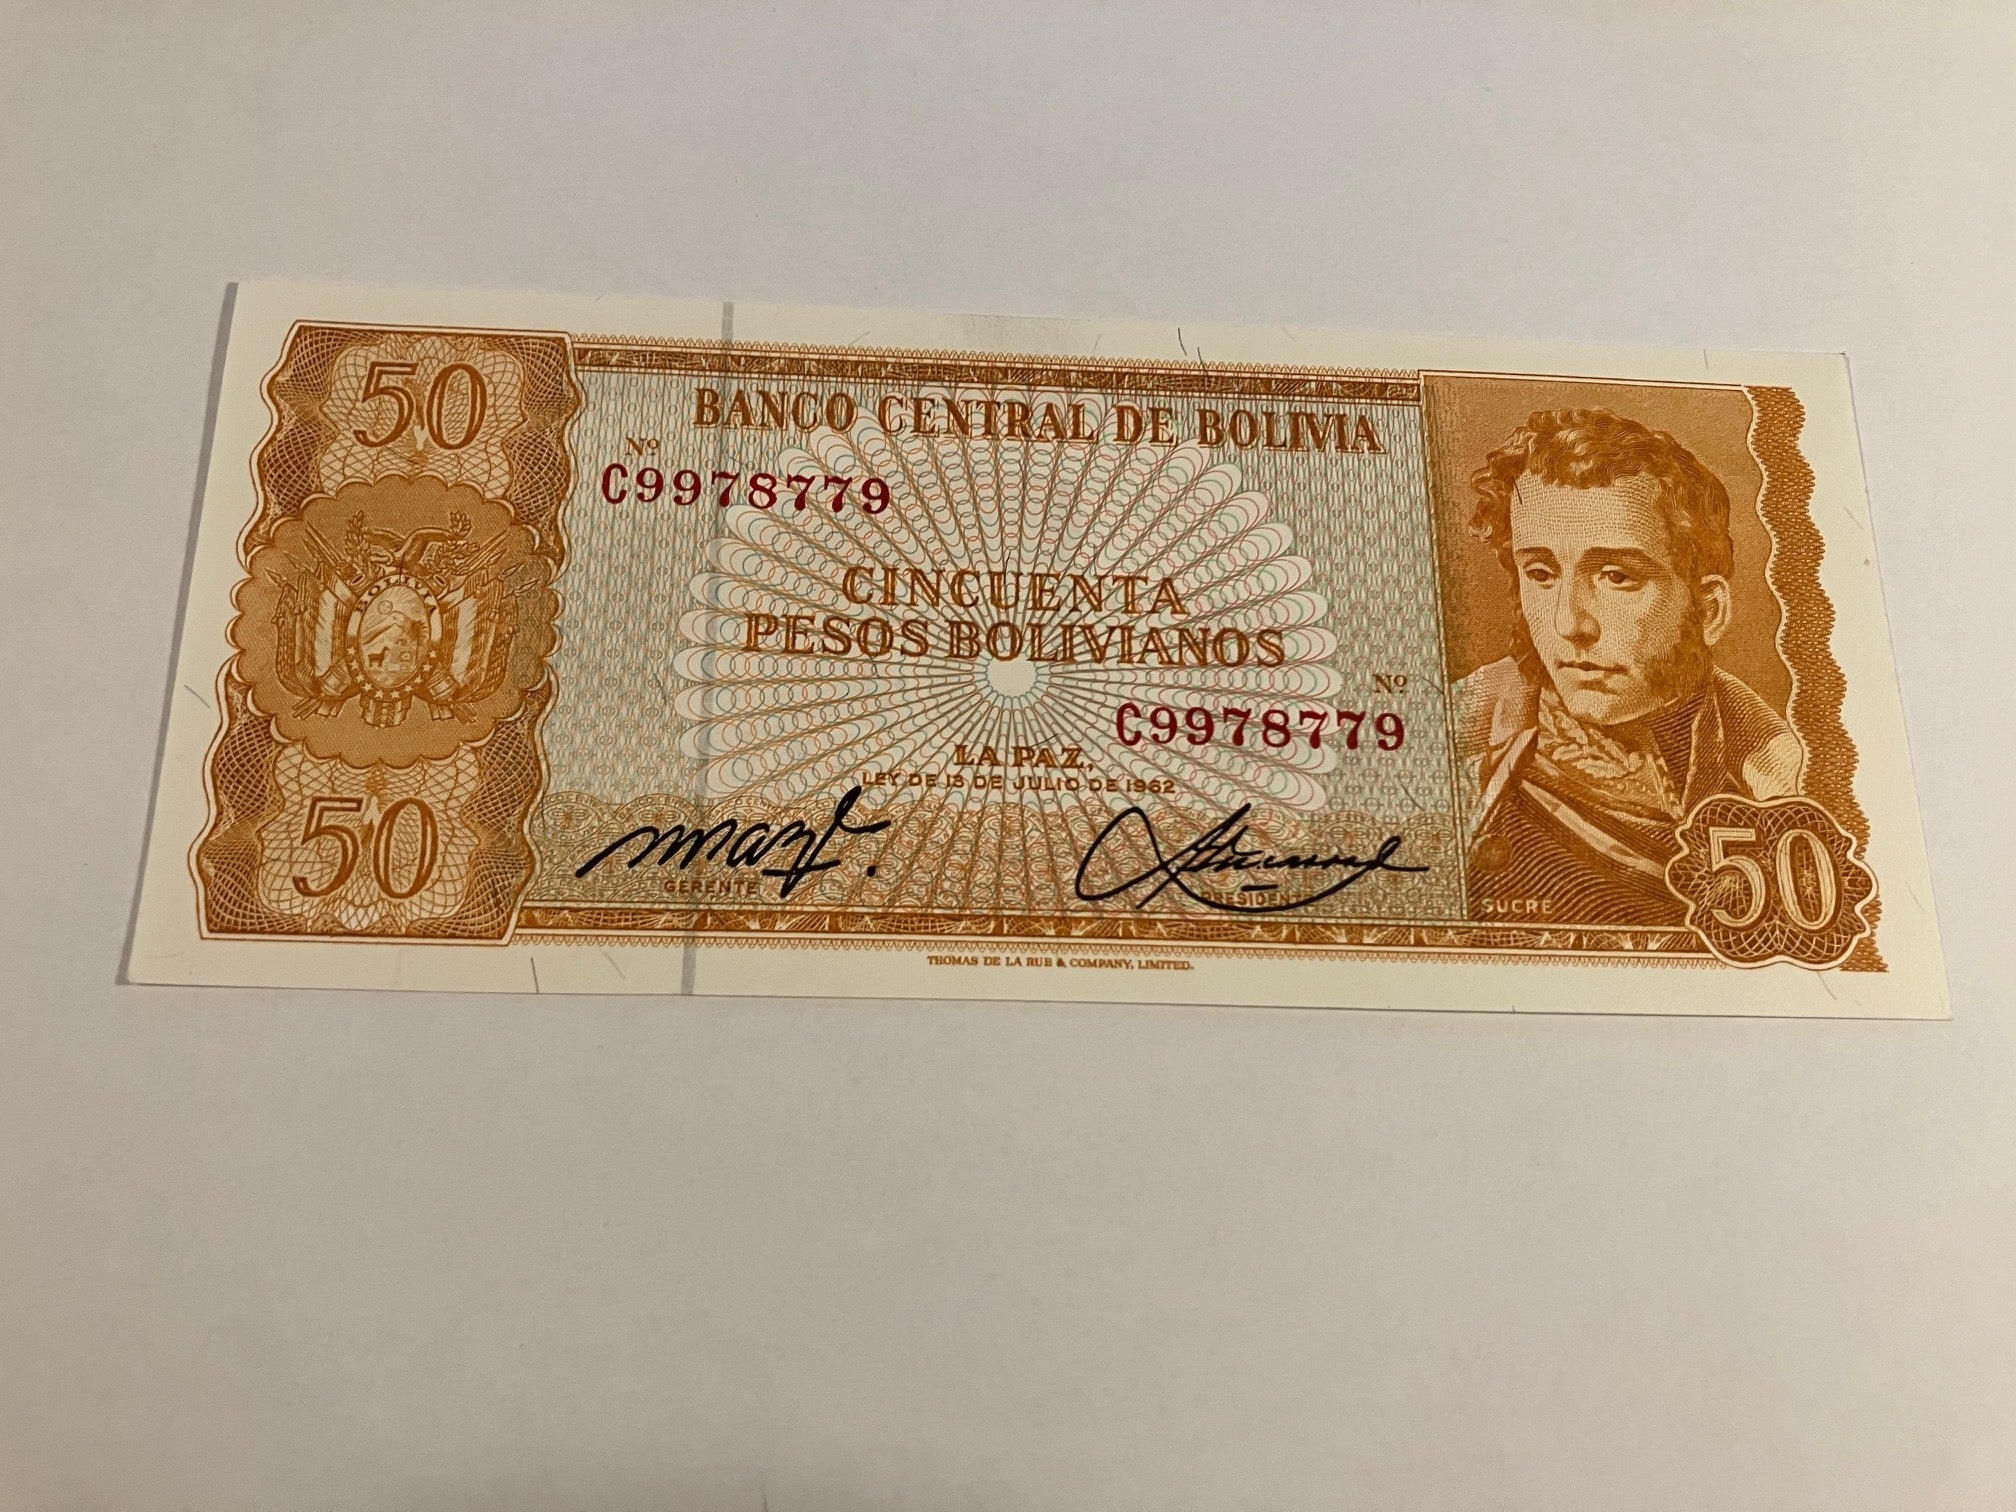 50
BANCO CENTRAL DE BOLIVIA
Nº
C9978779
BOLIVIA
CINCUENTA
PESOS BOLIVIANOS
Nº
C9978779
LA PAZ,
LEY DE 13 DE JULIO DE 1962
50
GERENTE
PRESIDENTE
SUCRE
50
THOMAS DE LA RUE & COMPANY, LIMITED.